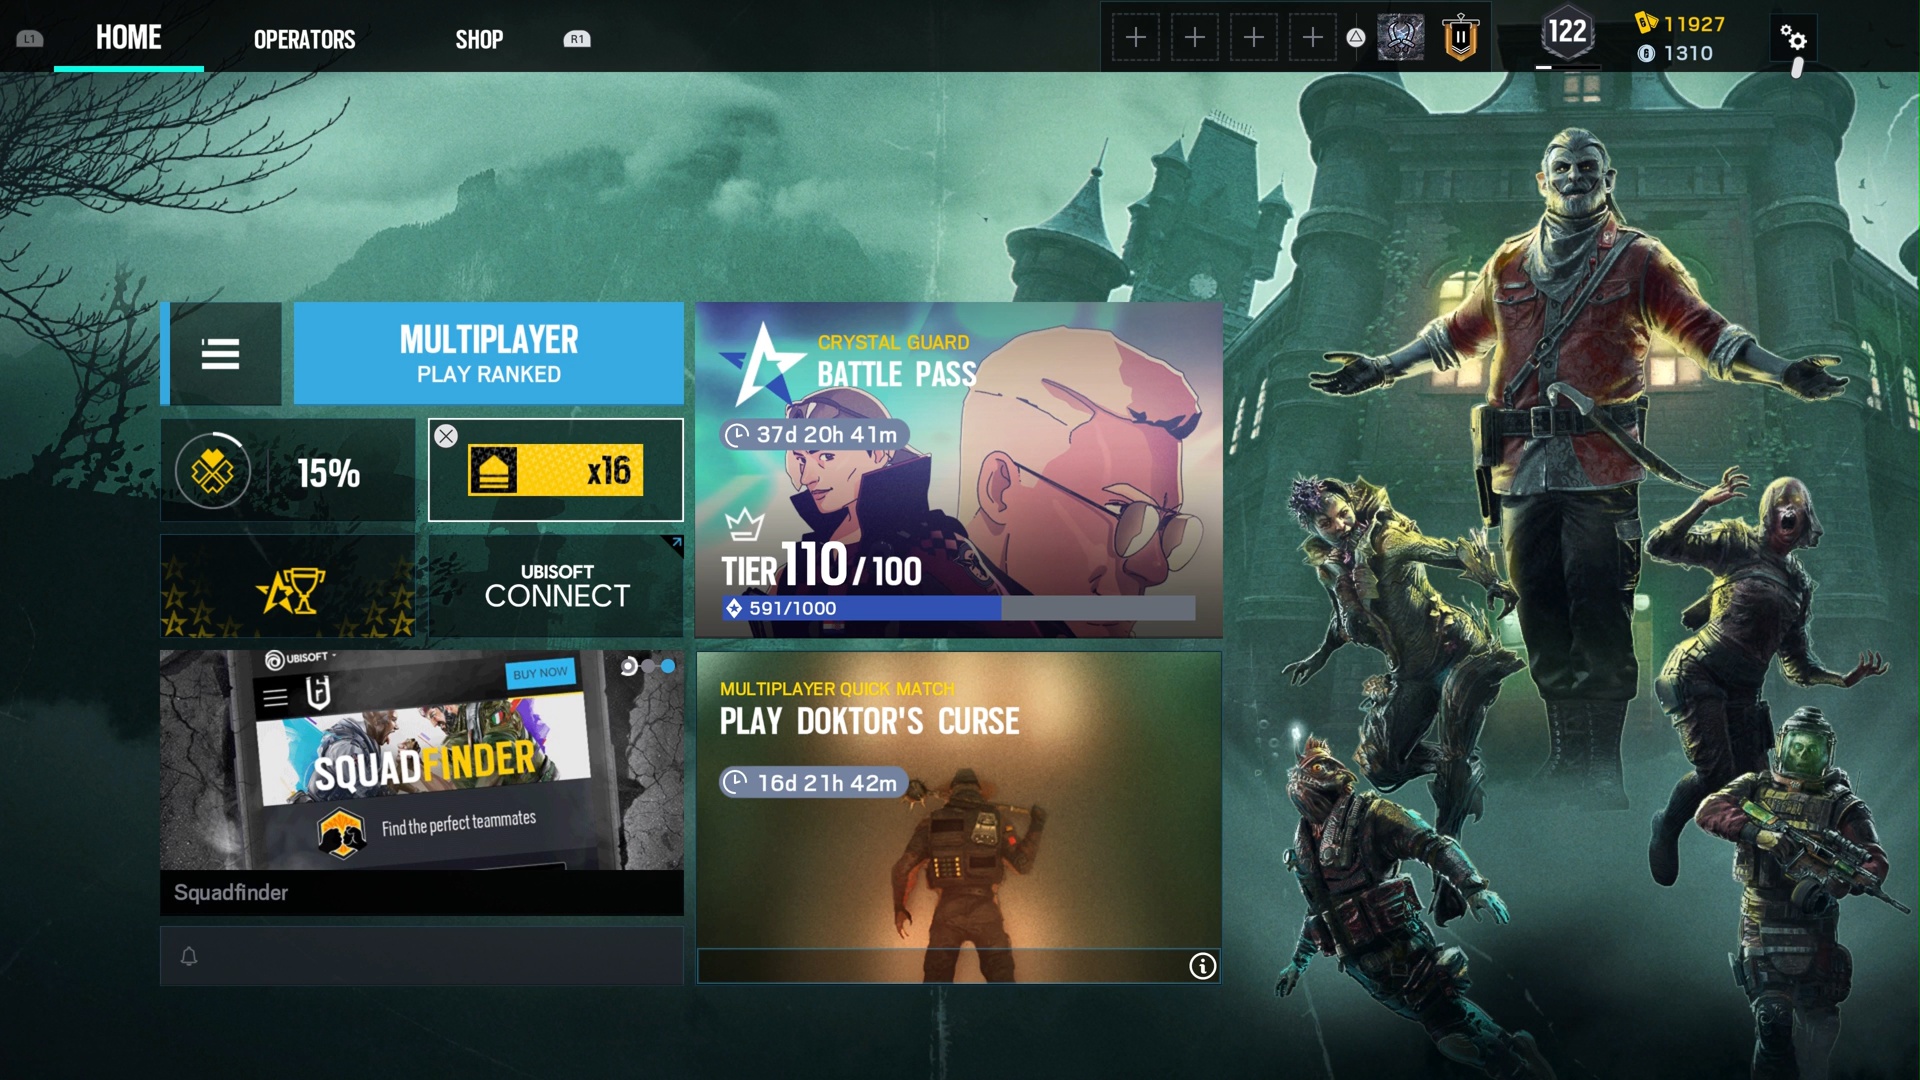 L1
HOME
OPERATORS
SHOP
R1
II
122
11927
1310
MULTIPLAYER
PLAY RANKED
15%
x16
UBISOFT
CONNECT
CRYSTAL GUARD
BATTLE PASS
37d 20h 41m
TIER 110 / 100
591/1000
UBISOFT
BUY NOW
SQUADFINDER
Find the perfect teammates
Squadfinder
MULTIPLAYER QUICK MATCH
PLAY DOKTOR'S CURSE
16d 21h 42m